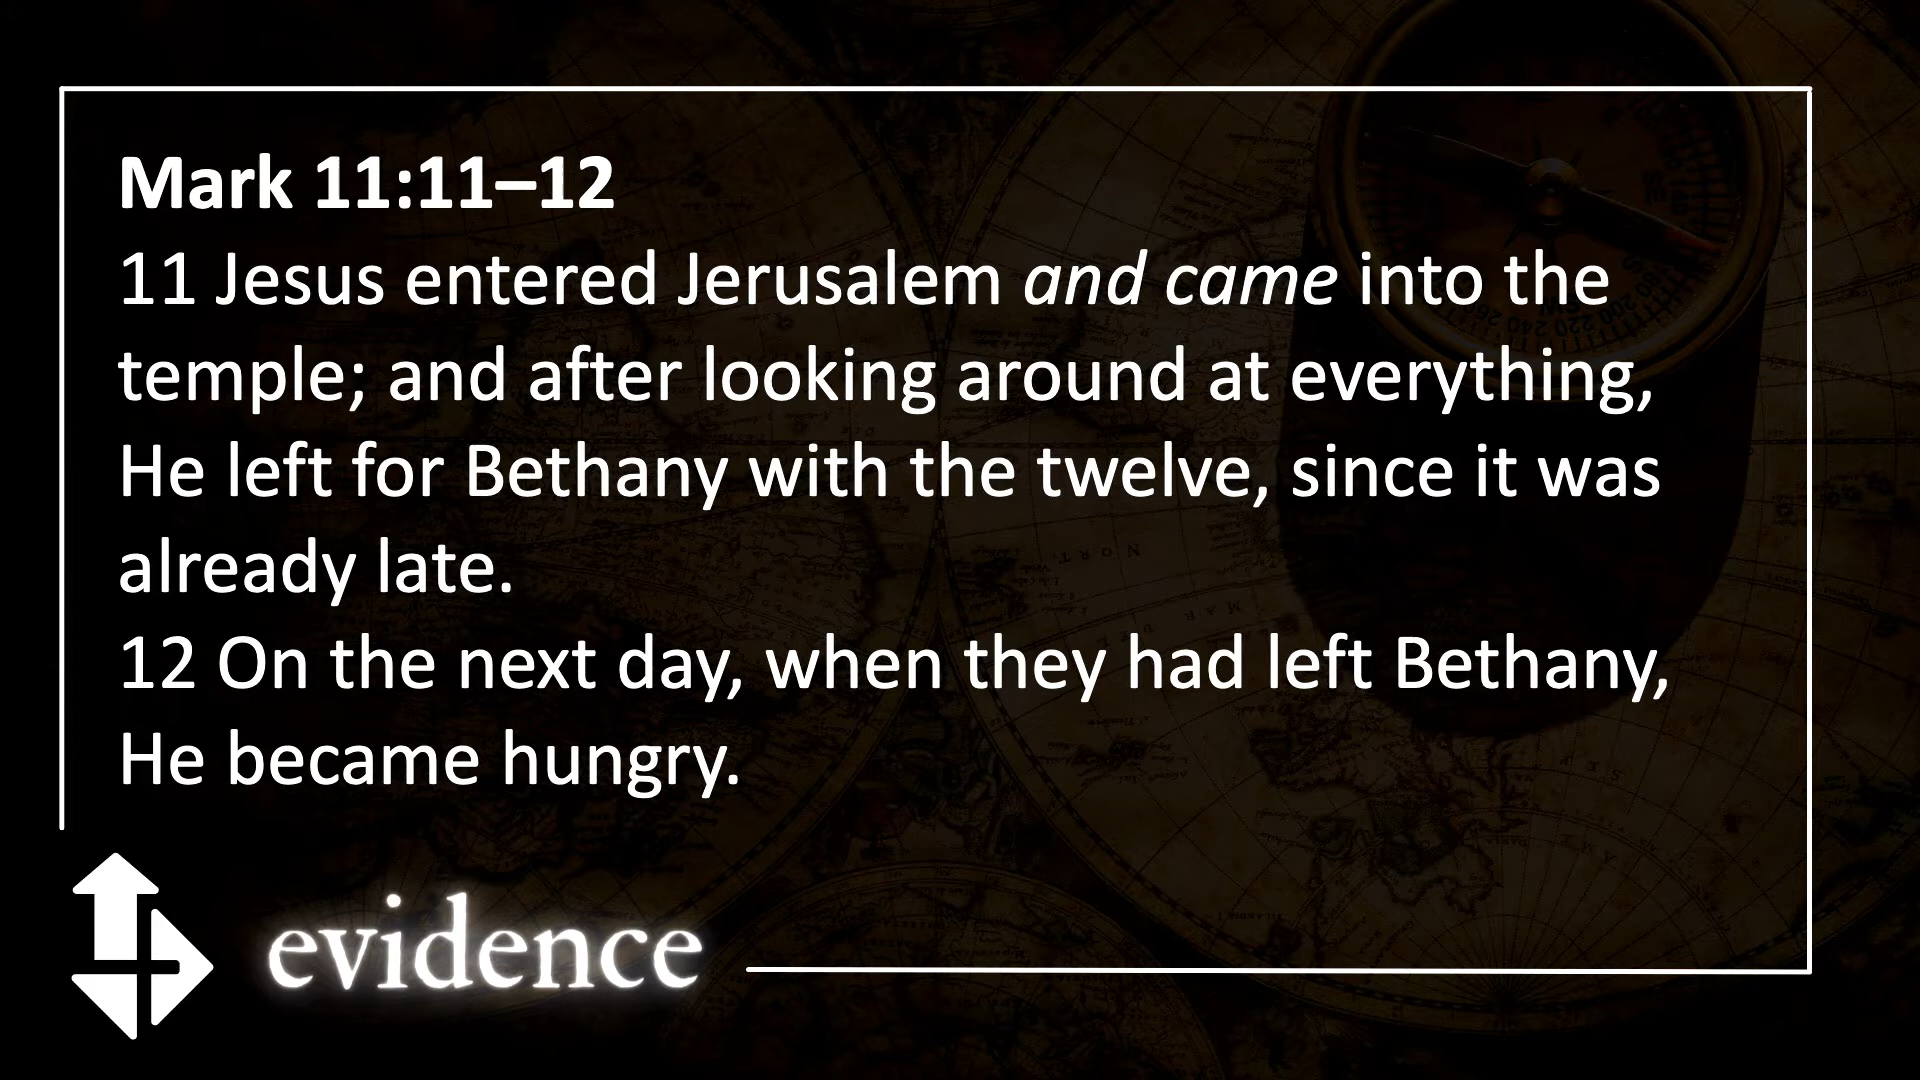 Mark 11:11–12
11 Jesus entered Jerusalem and came into the
temple; and after looking around at everything,
He left for Bethany with the twelve, since it was
already late.
12 On the next day, when they had left Bethany,
He became hungry.
evidence